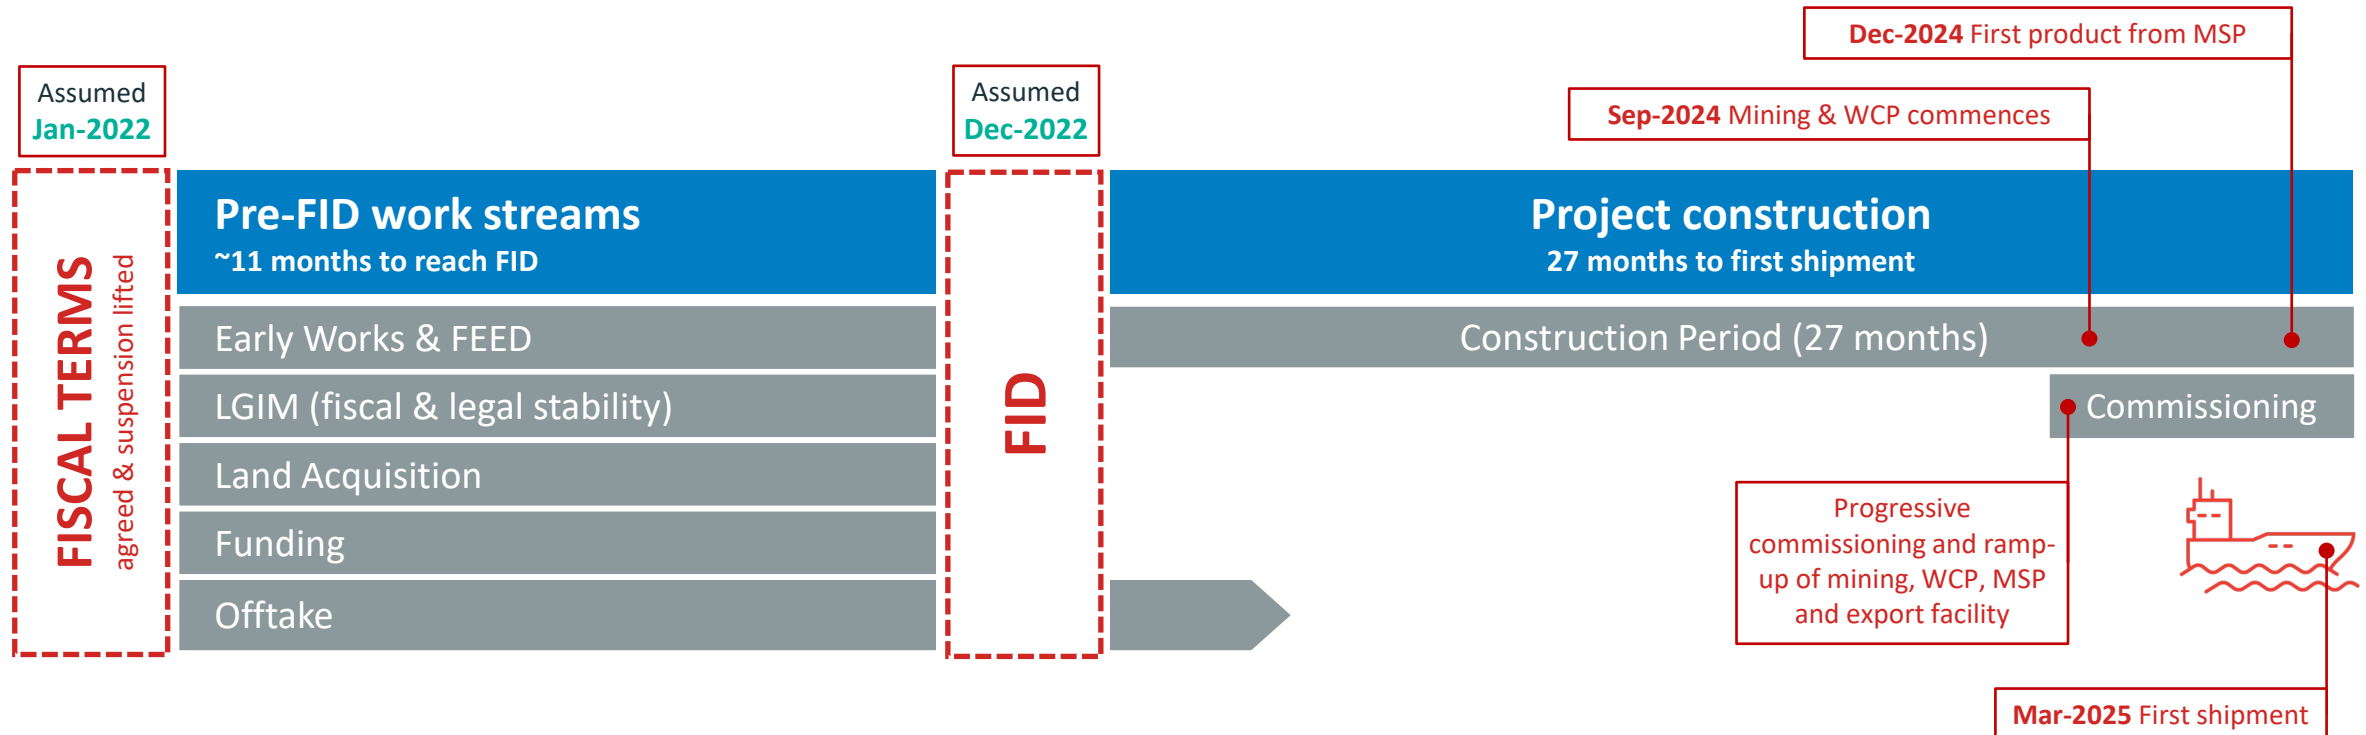 Dec-2024 First product from MSP
Assumed
Jan-2022
Assumed
Dec-2022
Sep-2024 Mining & WCP commences
FISCAL TERMS
agreed & suspension lifted
Pre-FID work streams
~11 months to reach FID
FID
Project construction
27 months to first shipment
Early Works & FEED
Construction Period (27 months)
LGIM (fiscal & legal stability)
Commissioning
Land Acquisition
Funding
Offtake
Progressive
commissioning and ramp-
up of mining, WCP, MSP
and export facility
Mar-2025 First shipment